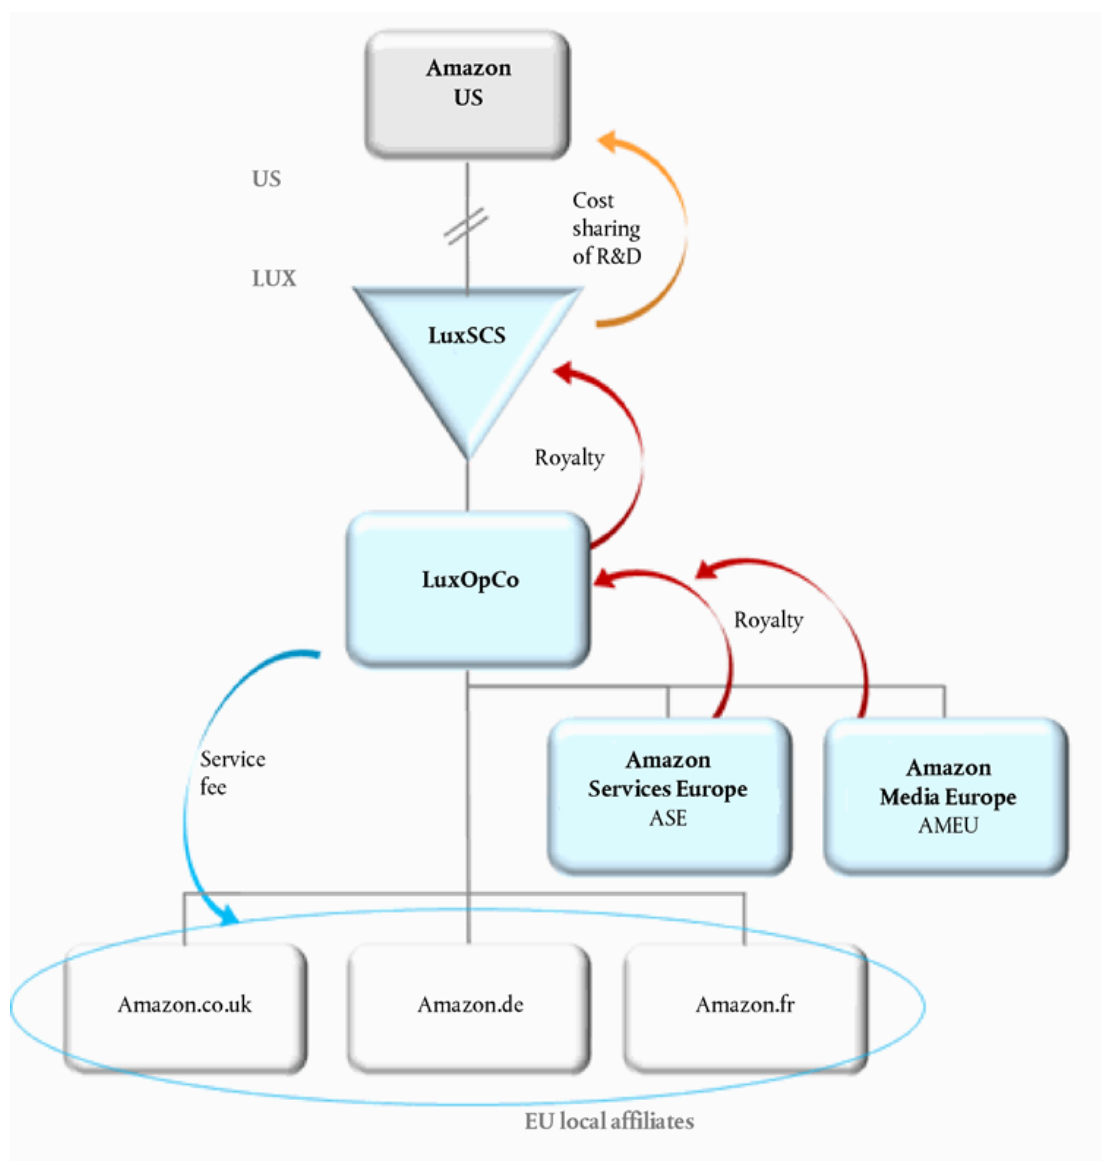 Amazon
US
US
Cost
sharing
of R&D
LUX
LuxSCS
Royalty
LuxOpCo
Royalty
Service
fee
Amazon
Services Europe
ASE
Amazon
Media Europe
AMEU
Amazon.co.uk
Amazon.de
Amazon.fr
EU local affiliates